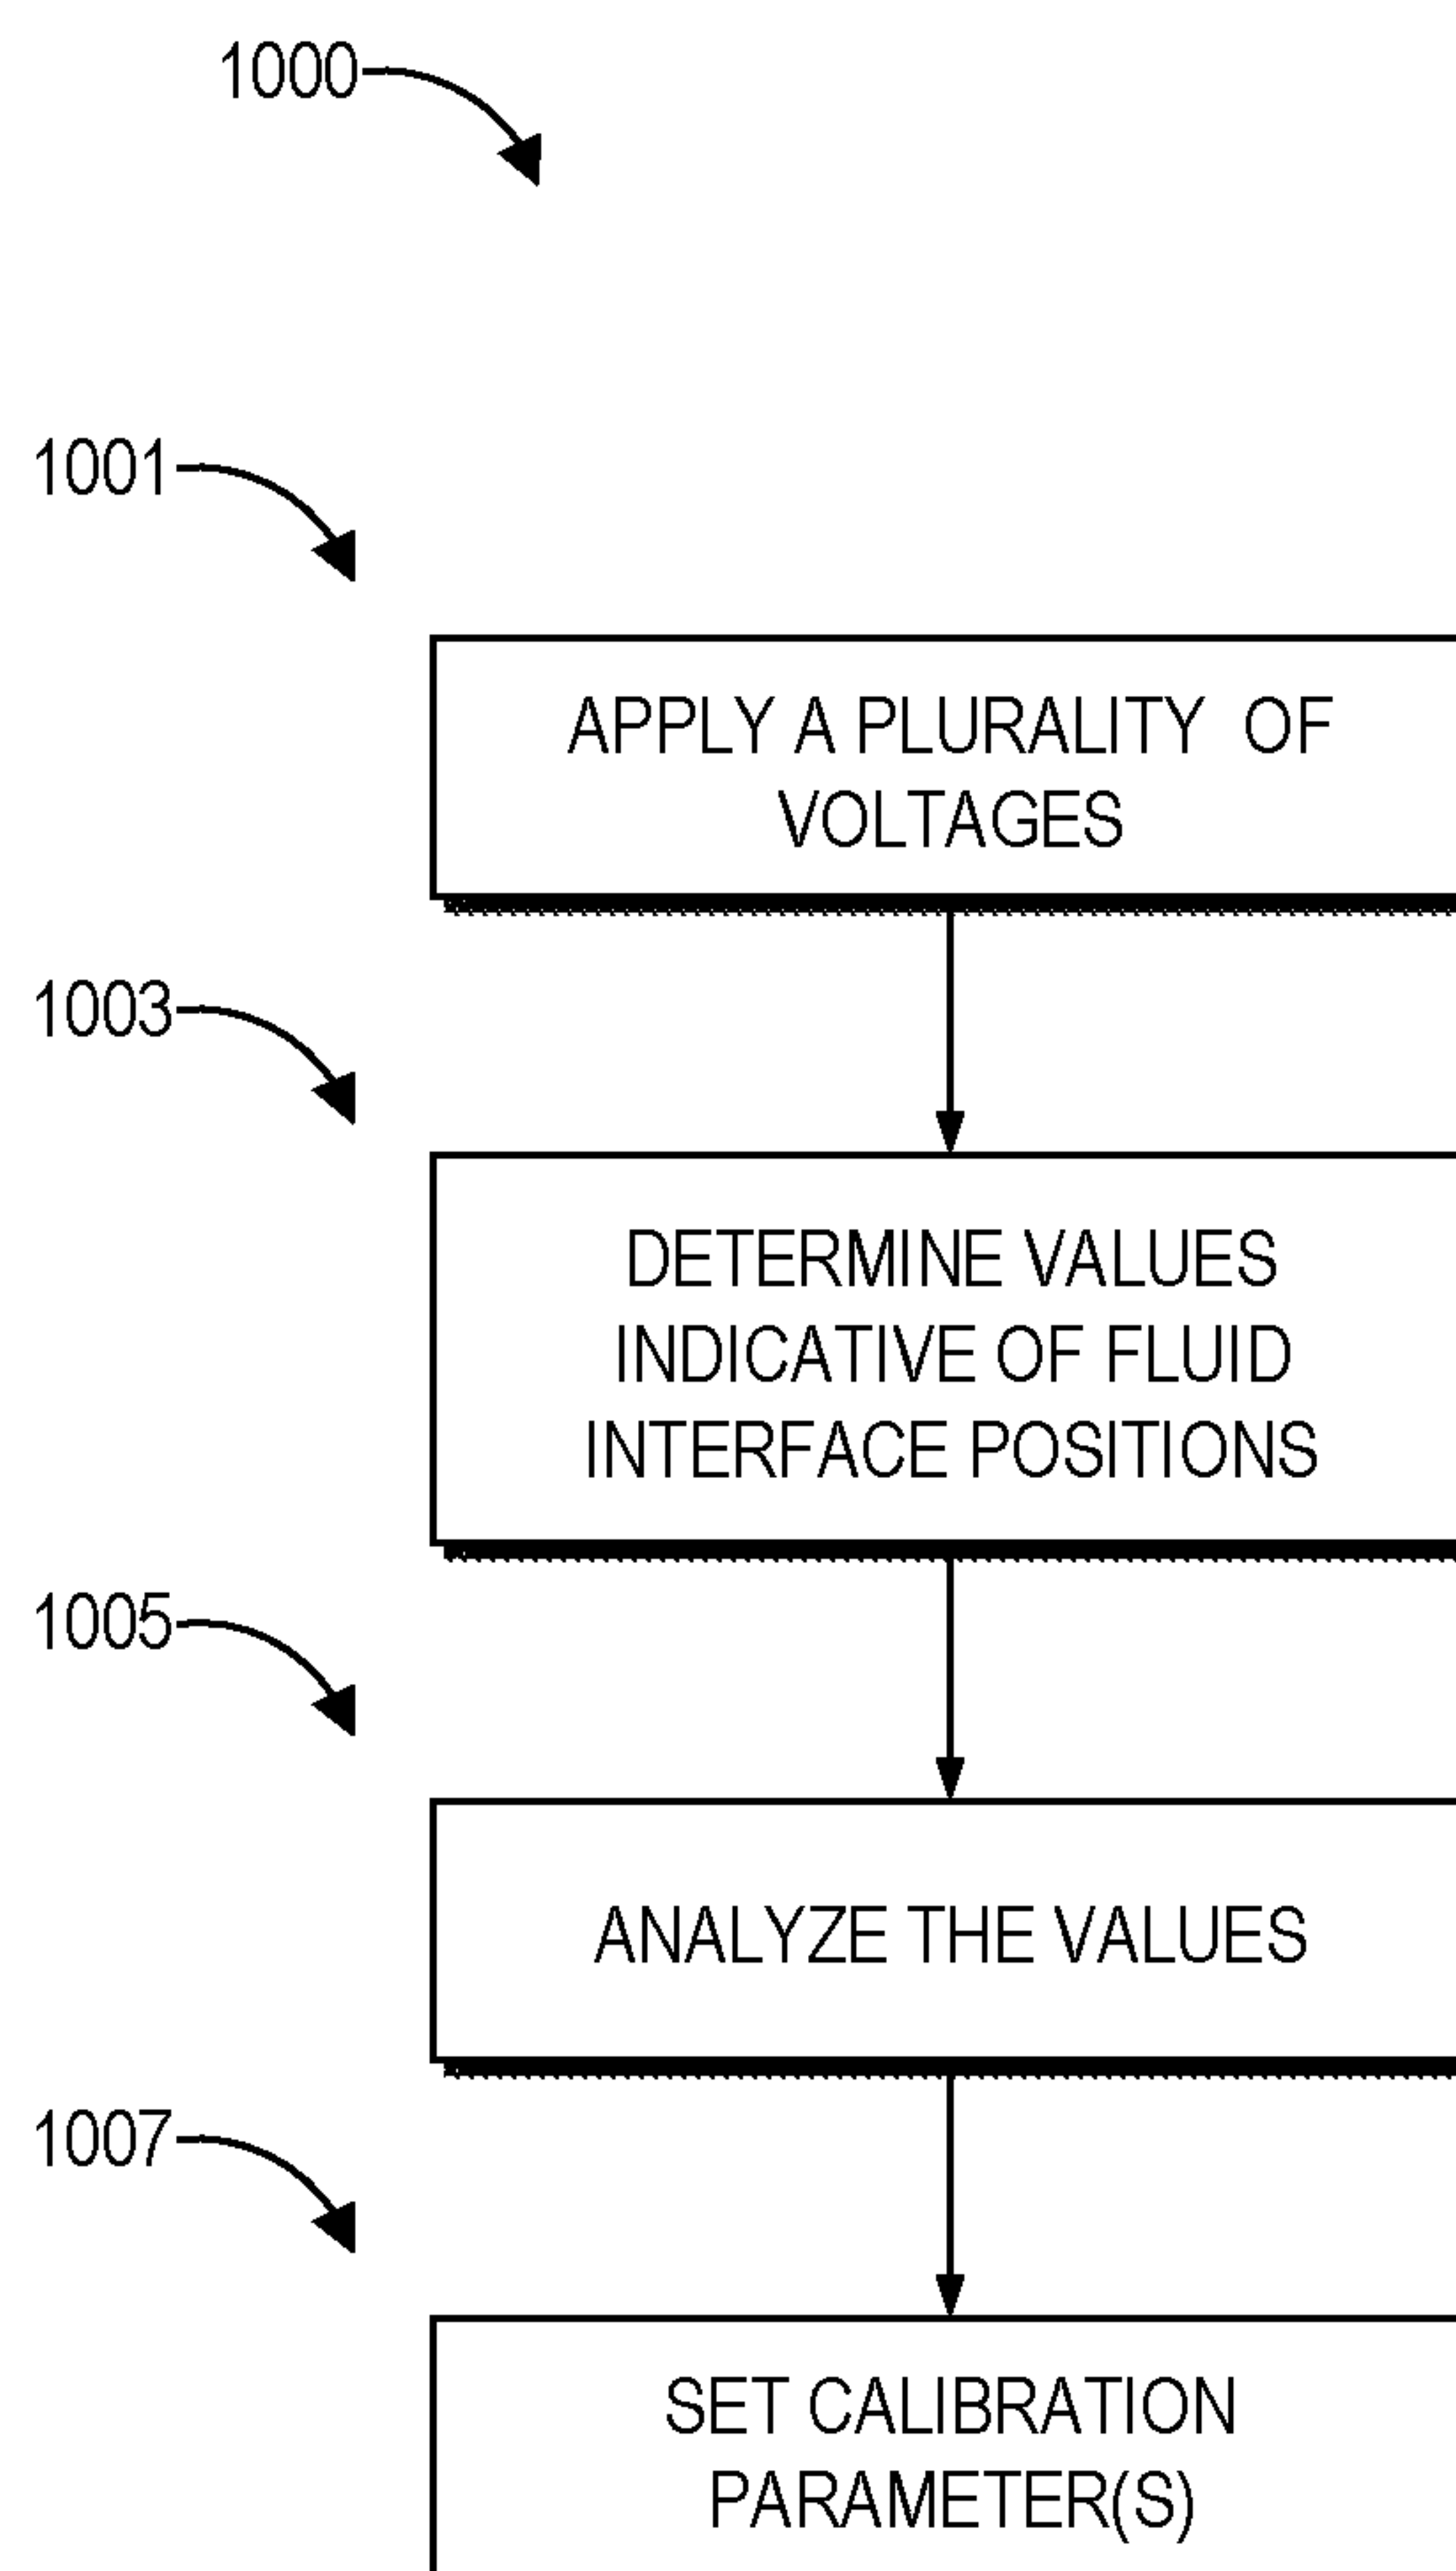 1000
1001
APPLY A PLURALITY OF
VOLTAGES
1003
DETERMINE VALUES
INDICATIVE OF FLUID
INTERFACE POSITIONS
1005
ANALYZE THE VALUES
1007
SET CALIBRATION
PARAMETER(S)